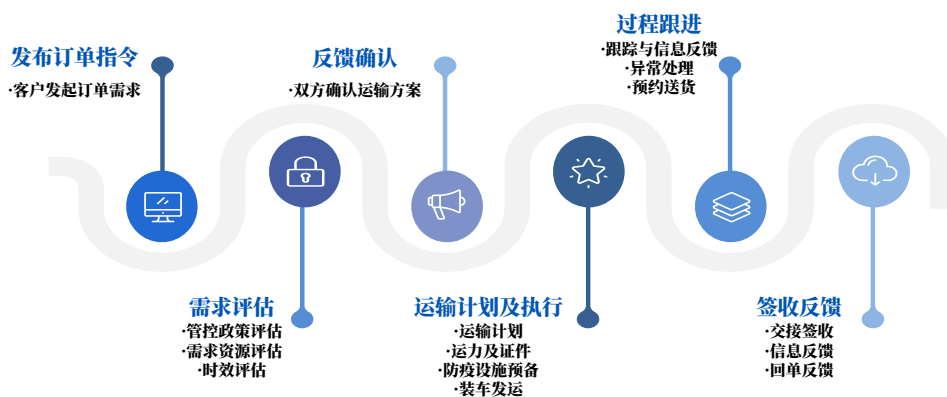 发布订单指令
·客户发起订单需求
需求评估
·管控政策评估
·需求资源评估
·时效评估
反馈确认
·双方确认运输方案
运输计划及执行
·运输计划
·运力及证件
·防疫设施预备
·装车发运
过程跟进
·跟踪与信息反馈
·异常处理
·预约送货
签收反馈
·交接签收
·信息反馈
·回单反馈